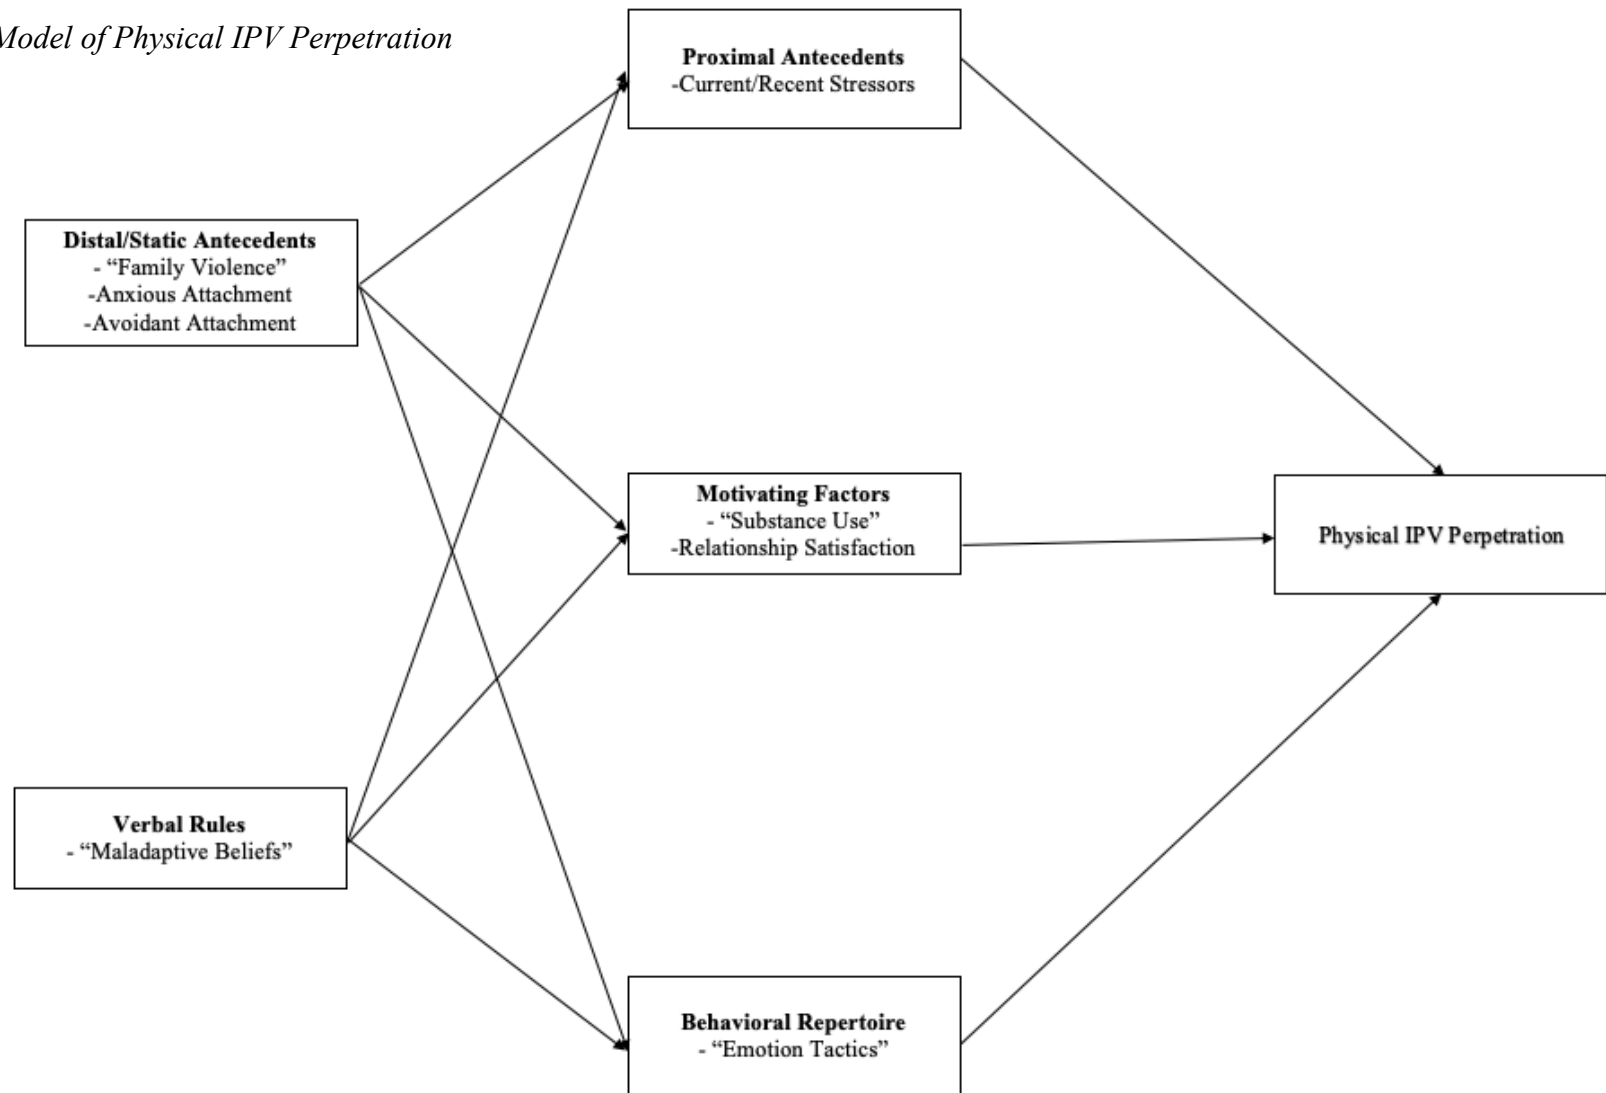 Model of Physical IPV Perpetration
Proximal Antecedents
-Current/Recent Stressors
Distal/Static Antecedents
- “Family Violence”
-Anxious Attachment
-Avoidant Attachment
Motivating Factors
- “Substance Use”
-Relationship Satisfaction
Physical IPV Perpetration
Verbal Rules
- “Maladaptive Beliefs”
Behavioral Repertoire
- “Emotion Tactics”